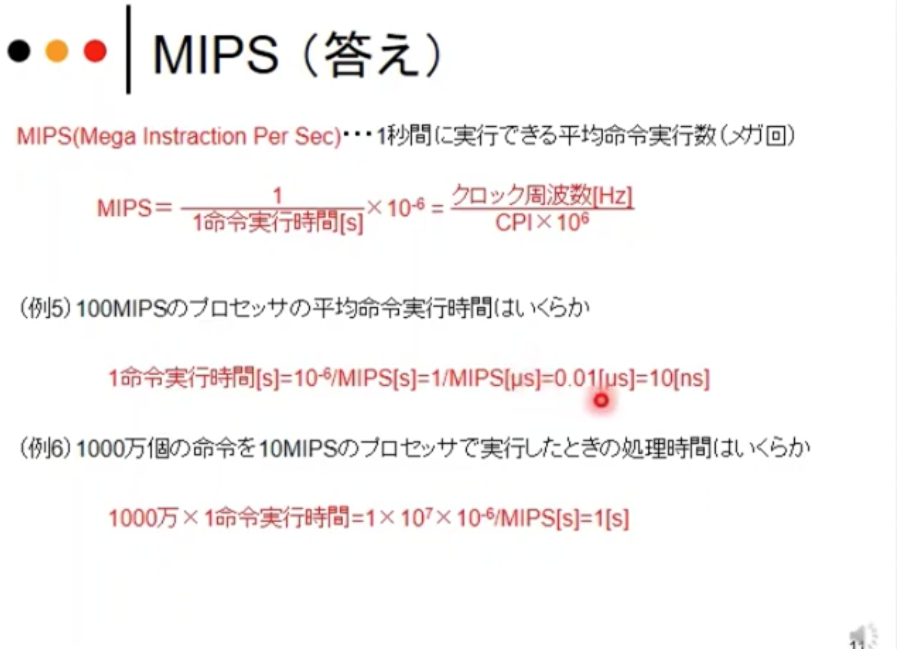 MIPS（答え）
MIPS(Mega Instraction Per Sec)･･･1秒間に実行できる平均命令実行数（メガ回）
MIPS＝ 1 / 1命令実行時間[s] ×10⁻⁶ = クロック周波数[Hz] / CPI×10⁶
（例5）100MIPSのプロセッサの平均命令実行時間はいくらか
1命令実行時間[s]=10⁻⁶/MIPS[s]=1/MIPS[μs]=0.01[μs]=10[ns]
（例6）1000万個の命令を10MIPSのプロセッサで実行したときの処理時間はいくらか
1000万×1命令実行時間=1×10⁷×10⁻⁶/MIPS[s]=1[s]
11